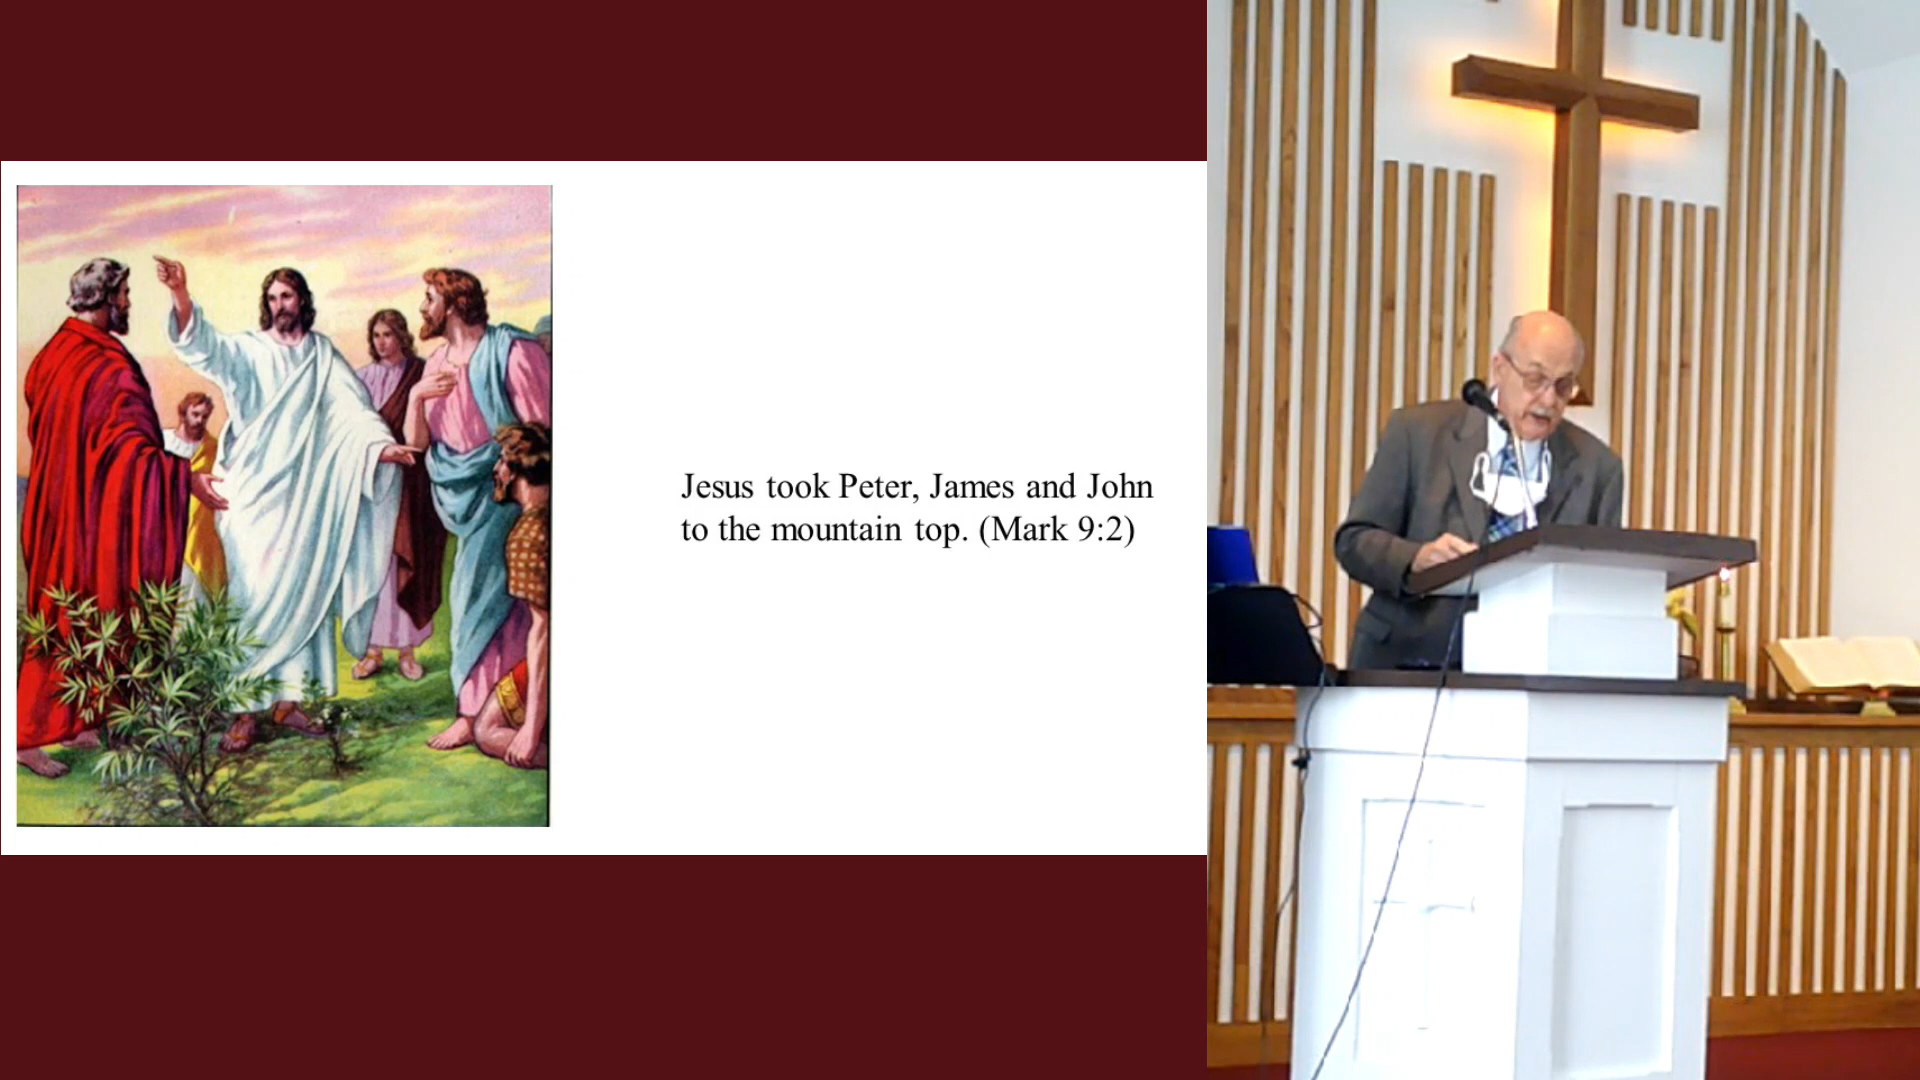 Jesus took Peter, James and John
to the mountain top. (Mark 9:2)